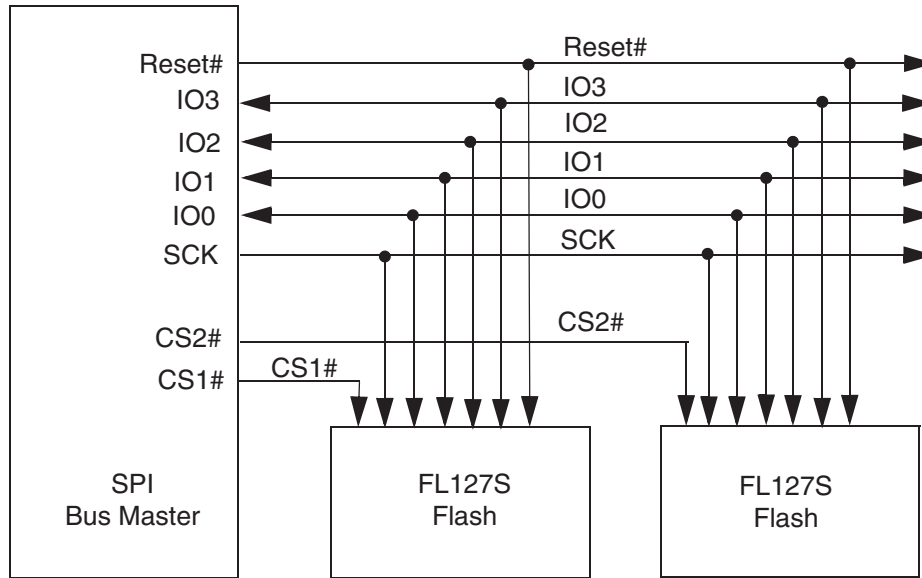 Reset#
Reset#
IO3
IO3
IO2
IO2
IO1
IO1
IO0
IO0
SCK
SCK
CS2#
CS2#
CS1#
CS1#
SPI
Bus Master
FL127S
Flash
FL127S
Flash